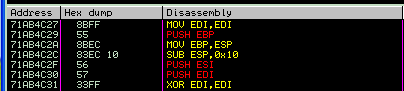 Address Hex dump Disassembly
71AB4C27 8BFF MOV EDI,EDI
71AB4C29 55 PUSH EBP
71AB4C2A 8BEC MOV EBP,ESP
71AB4C2C 83EC 10 SUB ESP,0x10
71AB4C2F 56 PUSH ESI
71AB4C30 57 PUSH EDI
71AB4C31 33FF XOR EDI,EDI